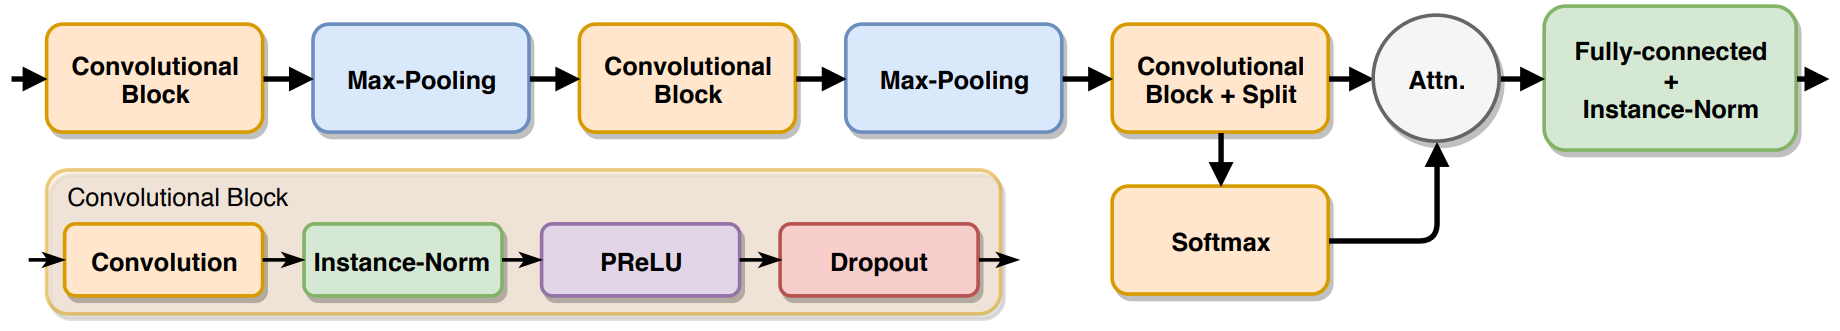 Convolutional
Block
Max-Pooling
Convolutional
Block
Max-Pooling
Convolutional
Block + Split
Attn.
Fully-connected
+
Instance-Norm
Softmax
Convolutional Block
Convolution
Instance-Norm
PReLU
Dropout